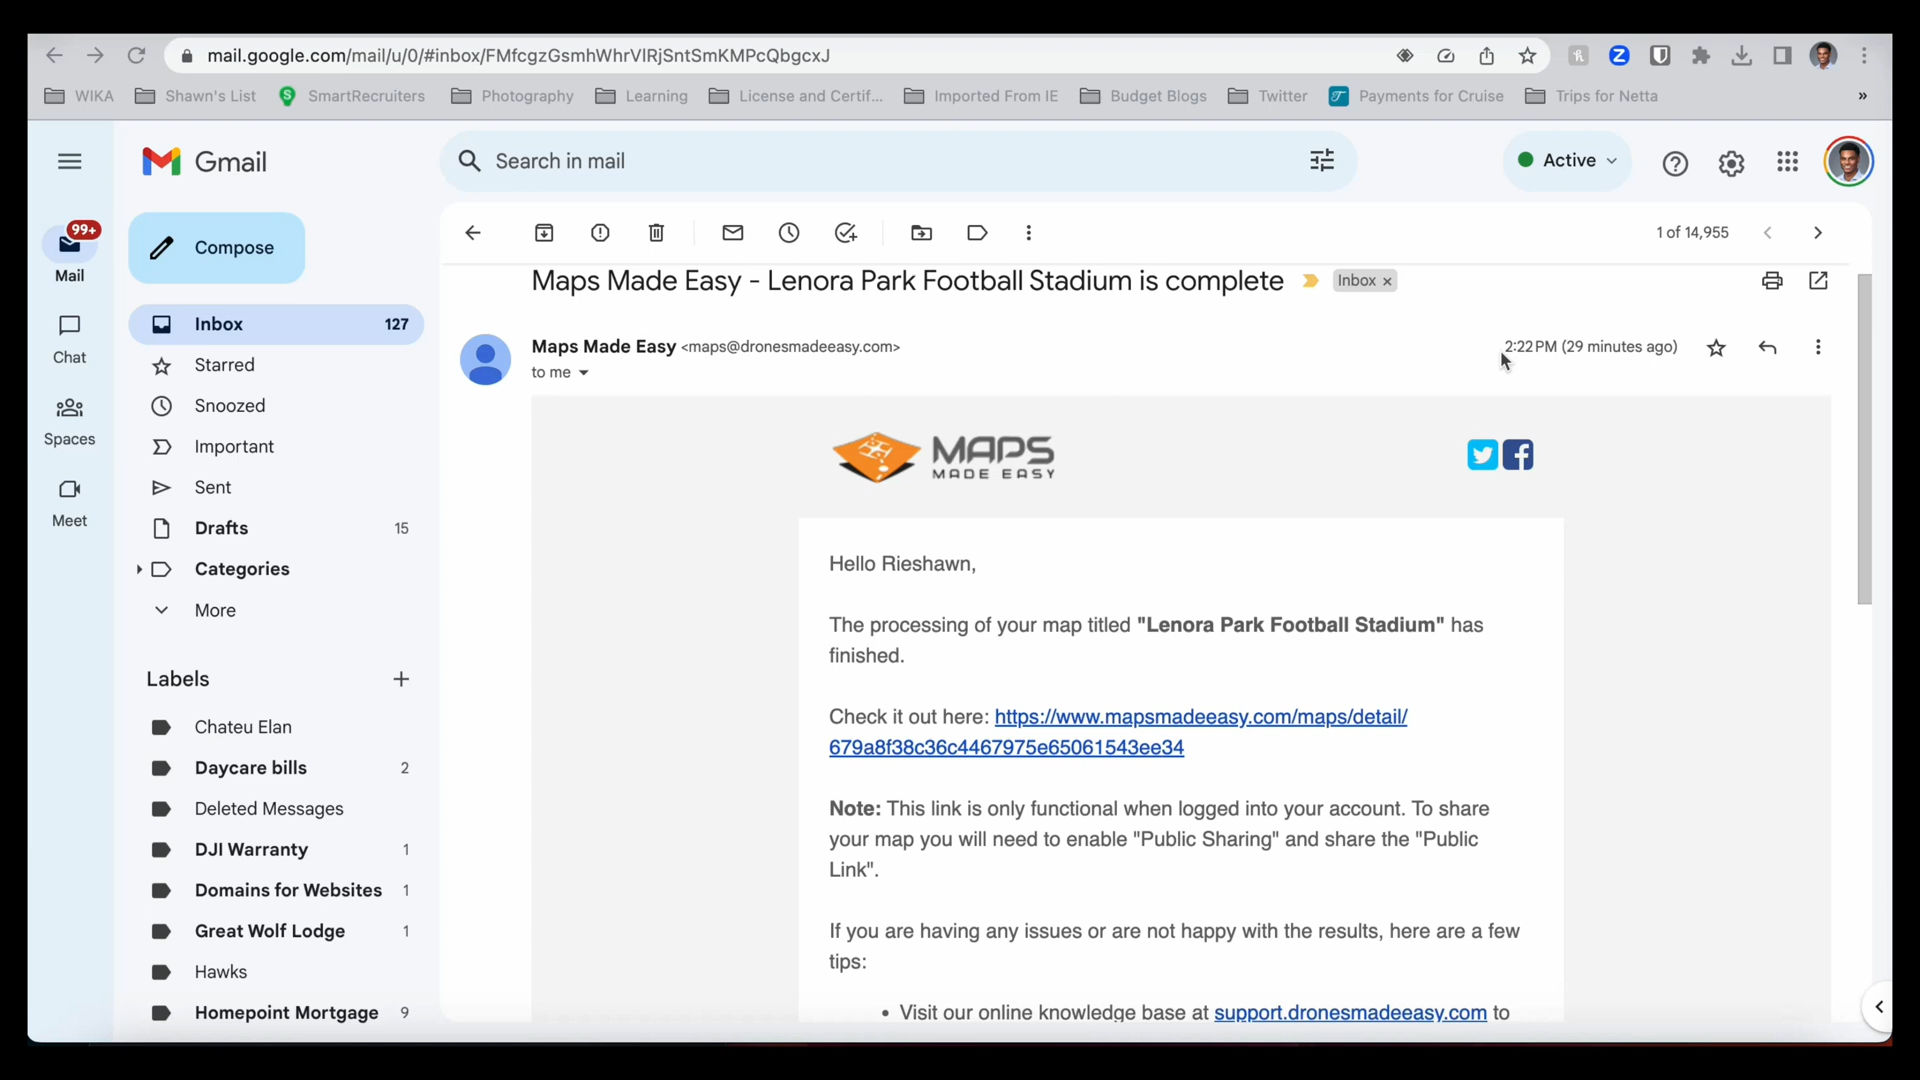 mail.google.com/mail/u/0/#inbox/FMfcgzGsmhWhrVlRjSntSmKMPcQbgcxJ
WIKA Shawn's List SmartRecruiters Photography Learning License and Certif... Imported From IE Budget Blogs Twitter Payments for Cruise Trips for Netta »
Gmail
Search in mail
Active
99+
Mail
Chat
Spaces
Meet
Compose
Inbox 127
Starred
Snoozed
Important
Sent
Drafts 15
Categories
More
Labels +
Chateu Elan
Daycare bills 2
Deleted Messages
DJI Warranty 1
Domains for Websites 1
Great Wolf Lodge 1
Hawks
Homepoint Mortgage 9
1 of 14,955
Maps Made Easy - Lenora Park Football Stadium is complete Inbox ×
Maps Made Easy <maps@dronesmadeeasy.com> 2:22 PM (29 minutes ago)
to me
MAPS
MADE EASY
Hello Rieshawn,
The processing of your map titled "Lenora Park Football Stadium" has
finished.
Check it out here: https://www.mapsmadeeasy.com/maps/detail/
679a8f38c36c4467975e65061543ee34
Note: This link is only functional when logged into your account. To share
your map you will need to enable "Public Sharing" and share the "Public
Link".
If you are having any issues or are not happy with the results, here are a few
tips:
• Visit our online knowledge base at support.dronesmadeeasy.com to